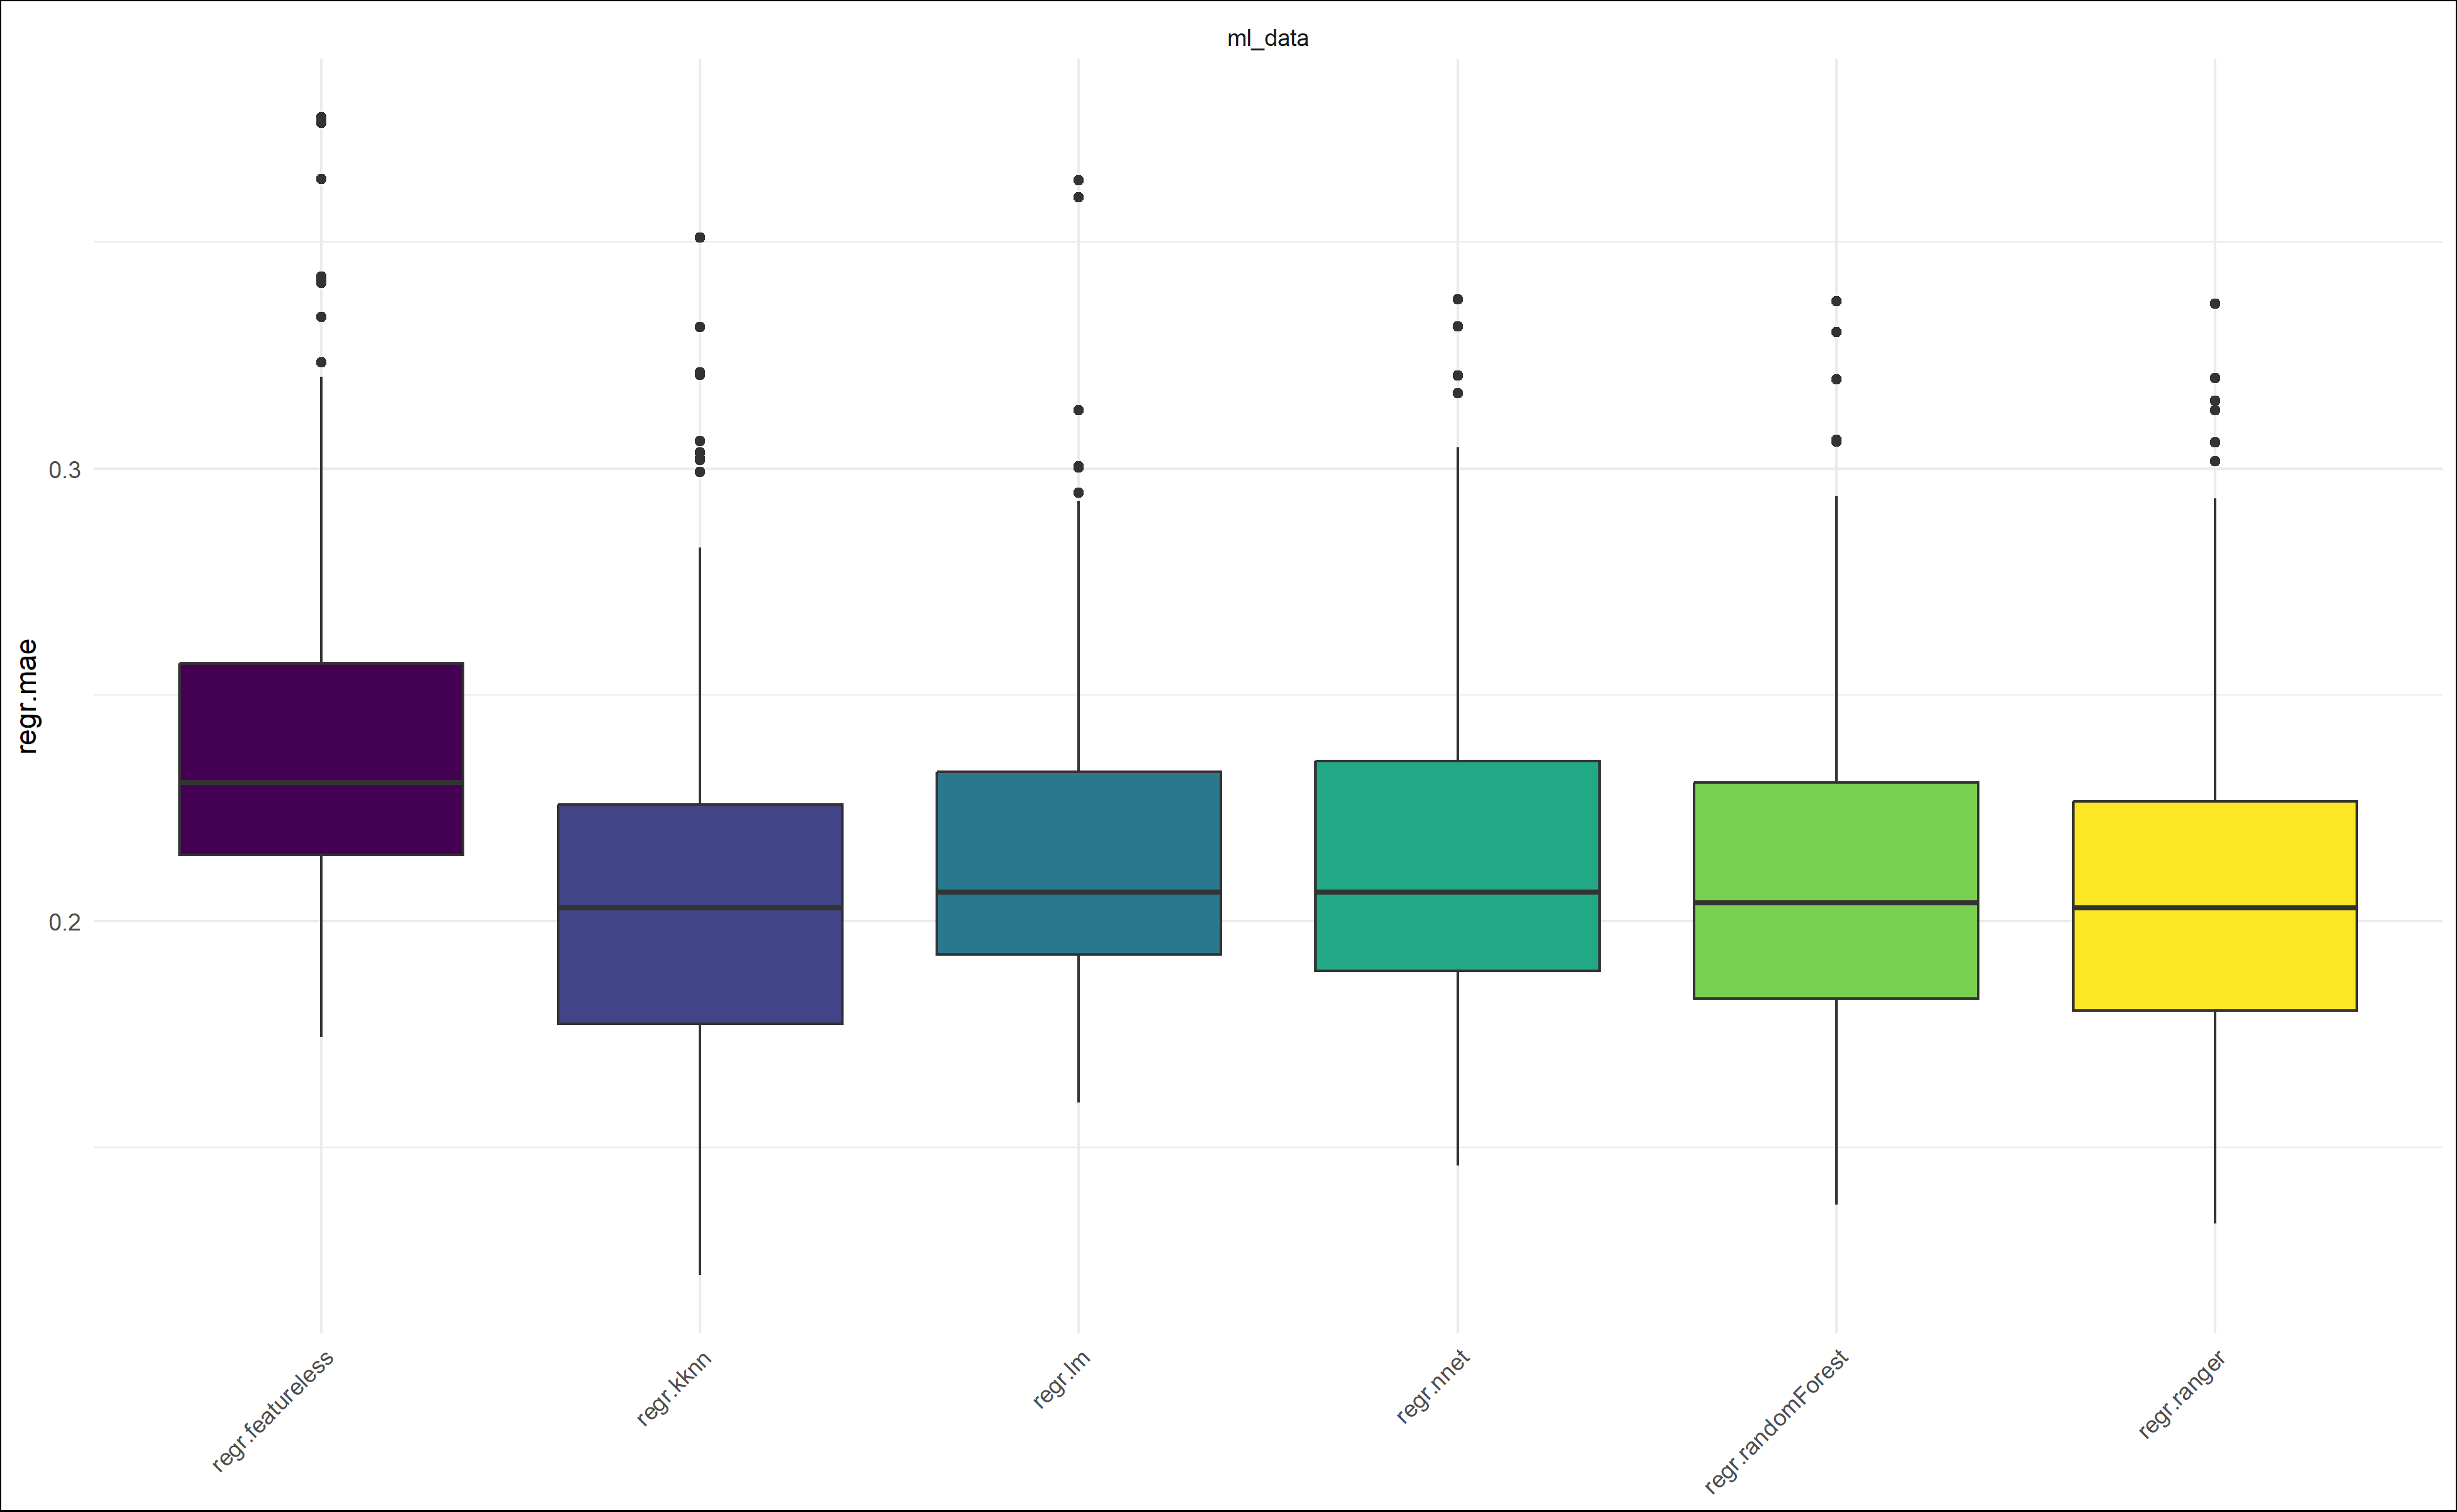 ml_data
regr.mae
0.3
0.2
regr.featureless
regr.kknn
regr.lm
regr.nnet
regr.randomForest
regr.ranger